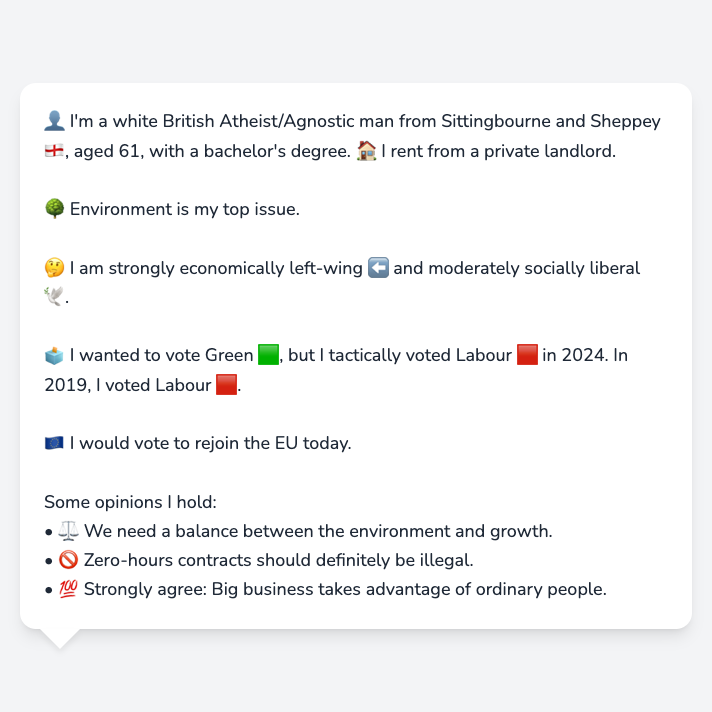 👤 I'm a white British Atheist/Agnostic man from Sittingbourne and Sheppey
🏴󠁧󠁢󠁥󠁮󠁧󠁿, aged 61, with a bachelor's degree. 🏠 I rent from a private landlord.
🌳 Environment is my top issue.
🤔 I am strongly economically left-wing ⬅️ and moderately socially liberal
🕊️.
🗳️ I wanted to vote Green 🟩, but I tactically voted Labour 🟥 in 2024. In
2019, I voted Labour 🟥.
🇪🇺 I would vote to rejoin the EU today.
Some opinions I hold:
• ⚖️ We need a balance between the environment and growth.
• 🚫 Zero-hours contracts should definitely be illegal.
• 💯 Strongly agree: Big business takes advantage of ordinary people.